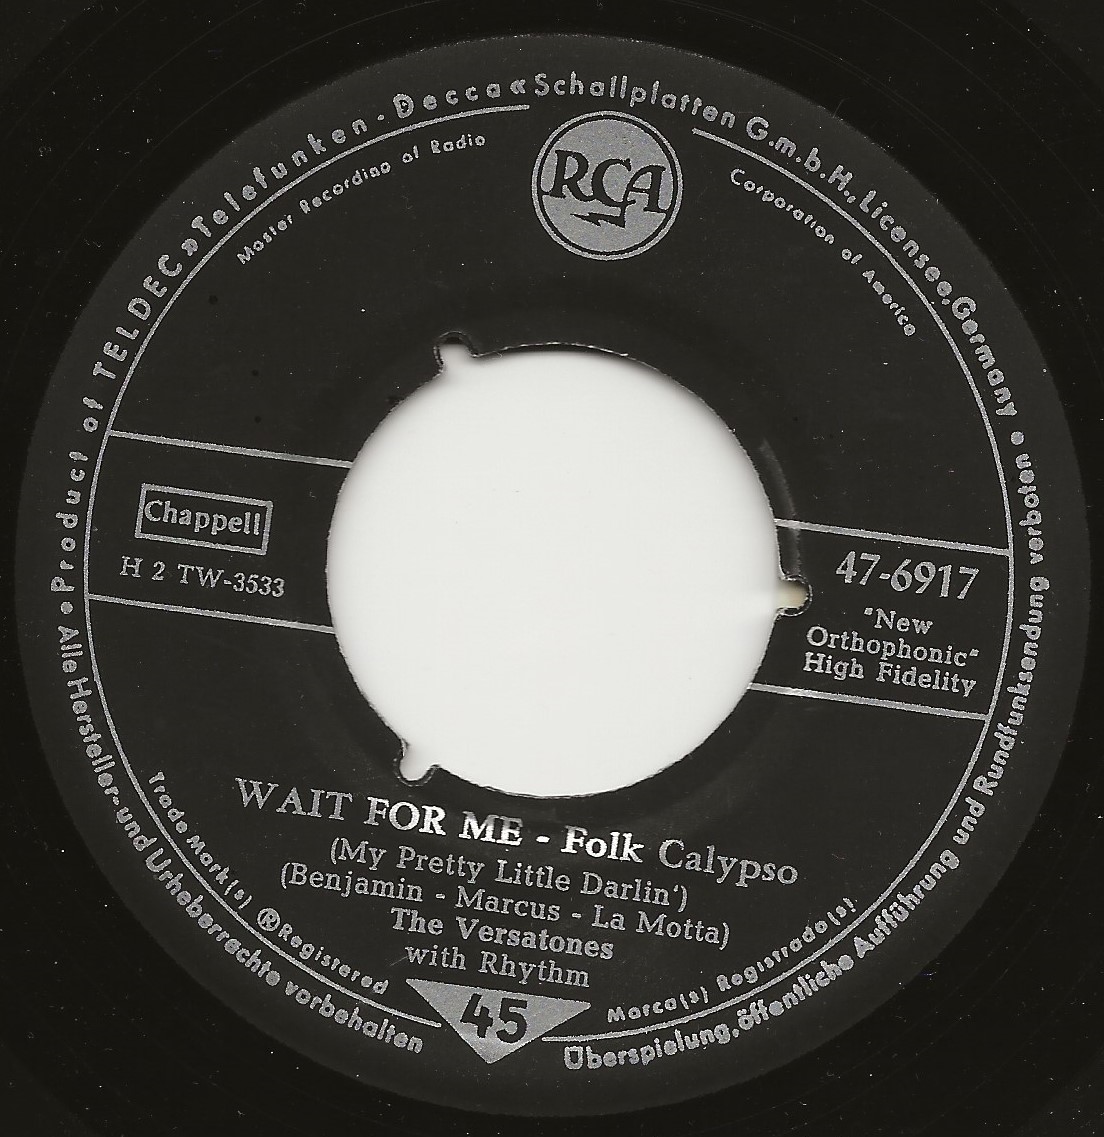 Product of TELDEC »Telefunken-Decca« Schallplatten G.m.b.H., Licensee, Germany
Alle Hersteller- und Urheberrechte vorbehalten
Überspielung, öffentliche Aufführung und Rundfunksendung verboten
Master Recording of Radio
Corporation of America
RCA
Chappell
H 2 TW-3533
47-6917
"New
Orthophonic"
High Fidelity
WAIT FOR ME - Folk Calypso
(My Pretty Little Darlin')
(Benjamin - Marcus - La Motta)
The Versatones
with Rhythm
Trade Mark(s) ® Registered
Marca(s) Registrada(s)
45